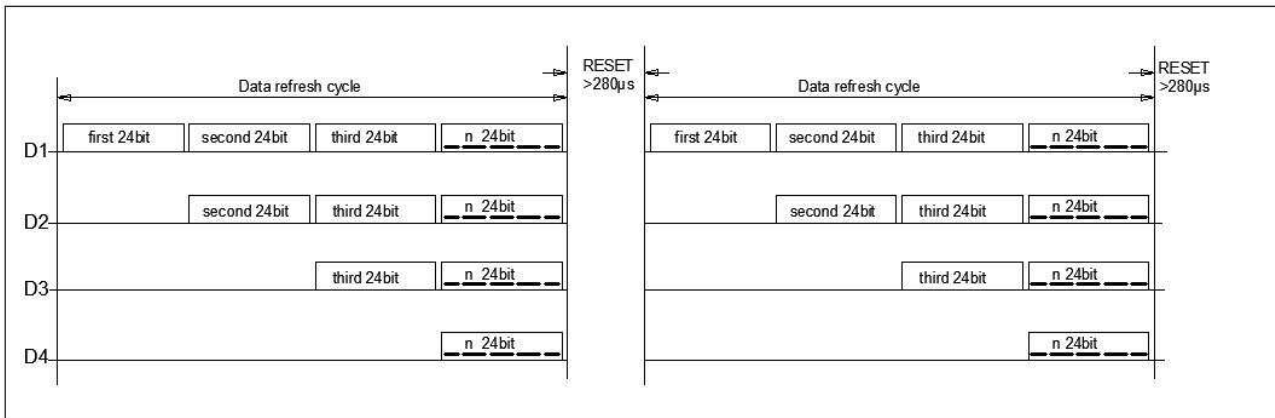 RESET
>280µs
RESET
>280µs
Data refresh cycle
Data refresh cycle
D1 first 24bit second 24bit third 24bit n 24bit first 24bit second 24bit third 24bit n 24bit
D2 second 24bit third 24bit n 24bit second 24bit third 24bit n 24bit
D3 third 24bit n 24bit third 24bit n 24bit
D4 n 24bit n 24bit